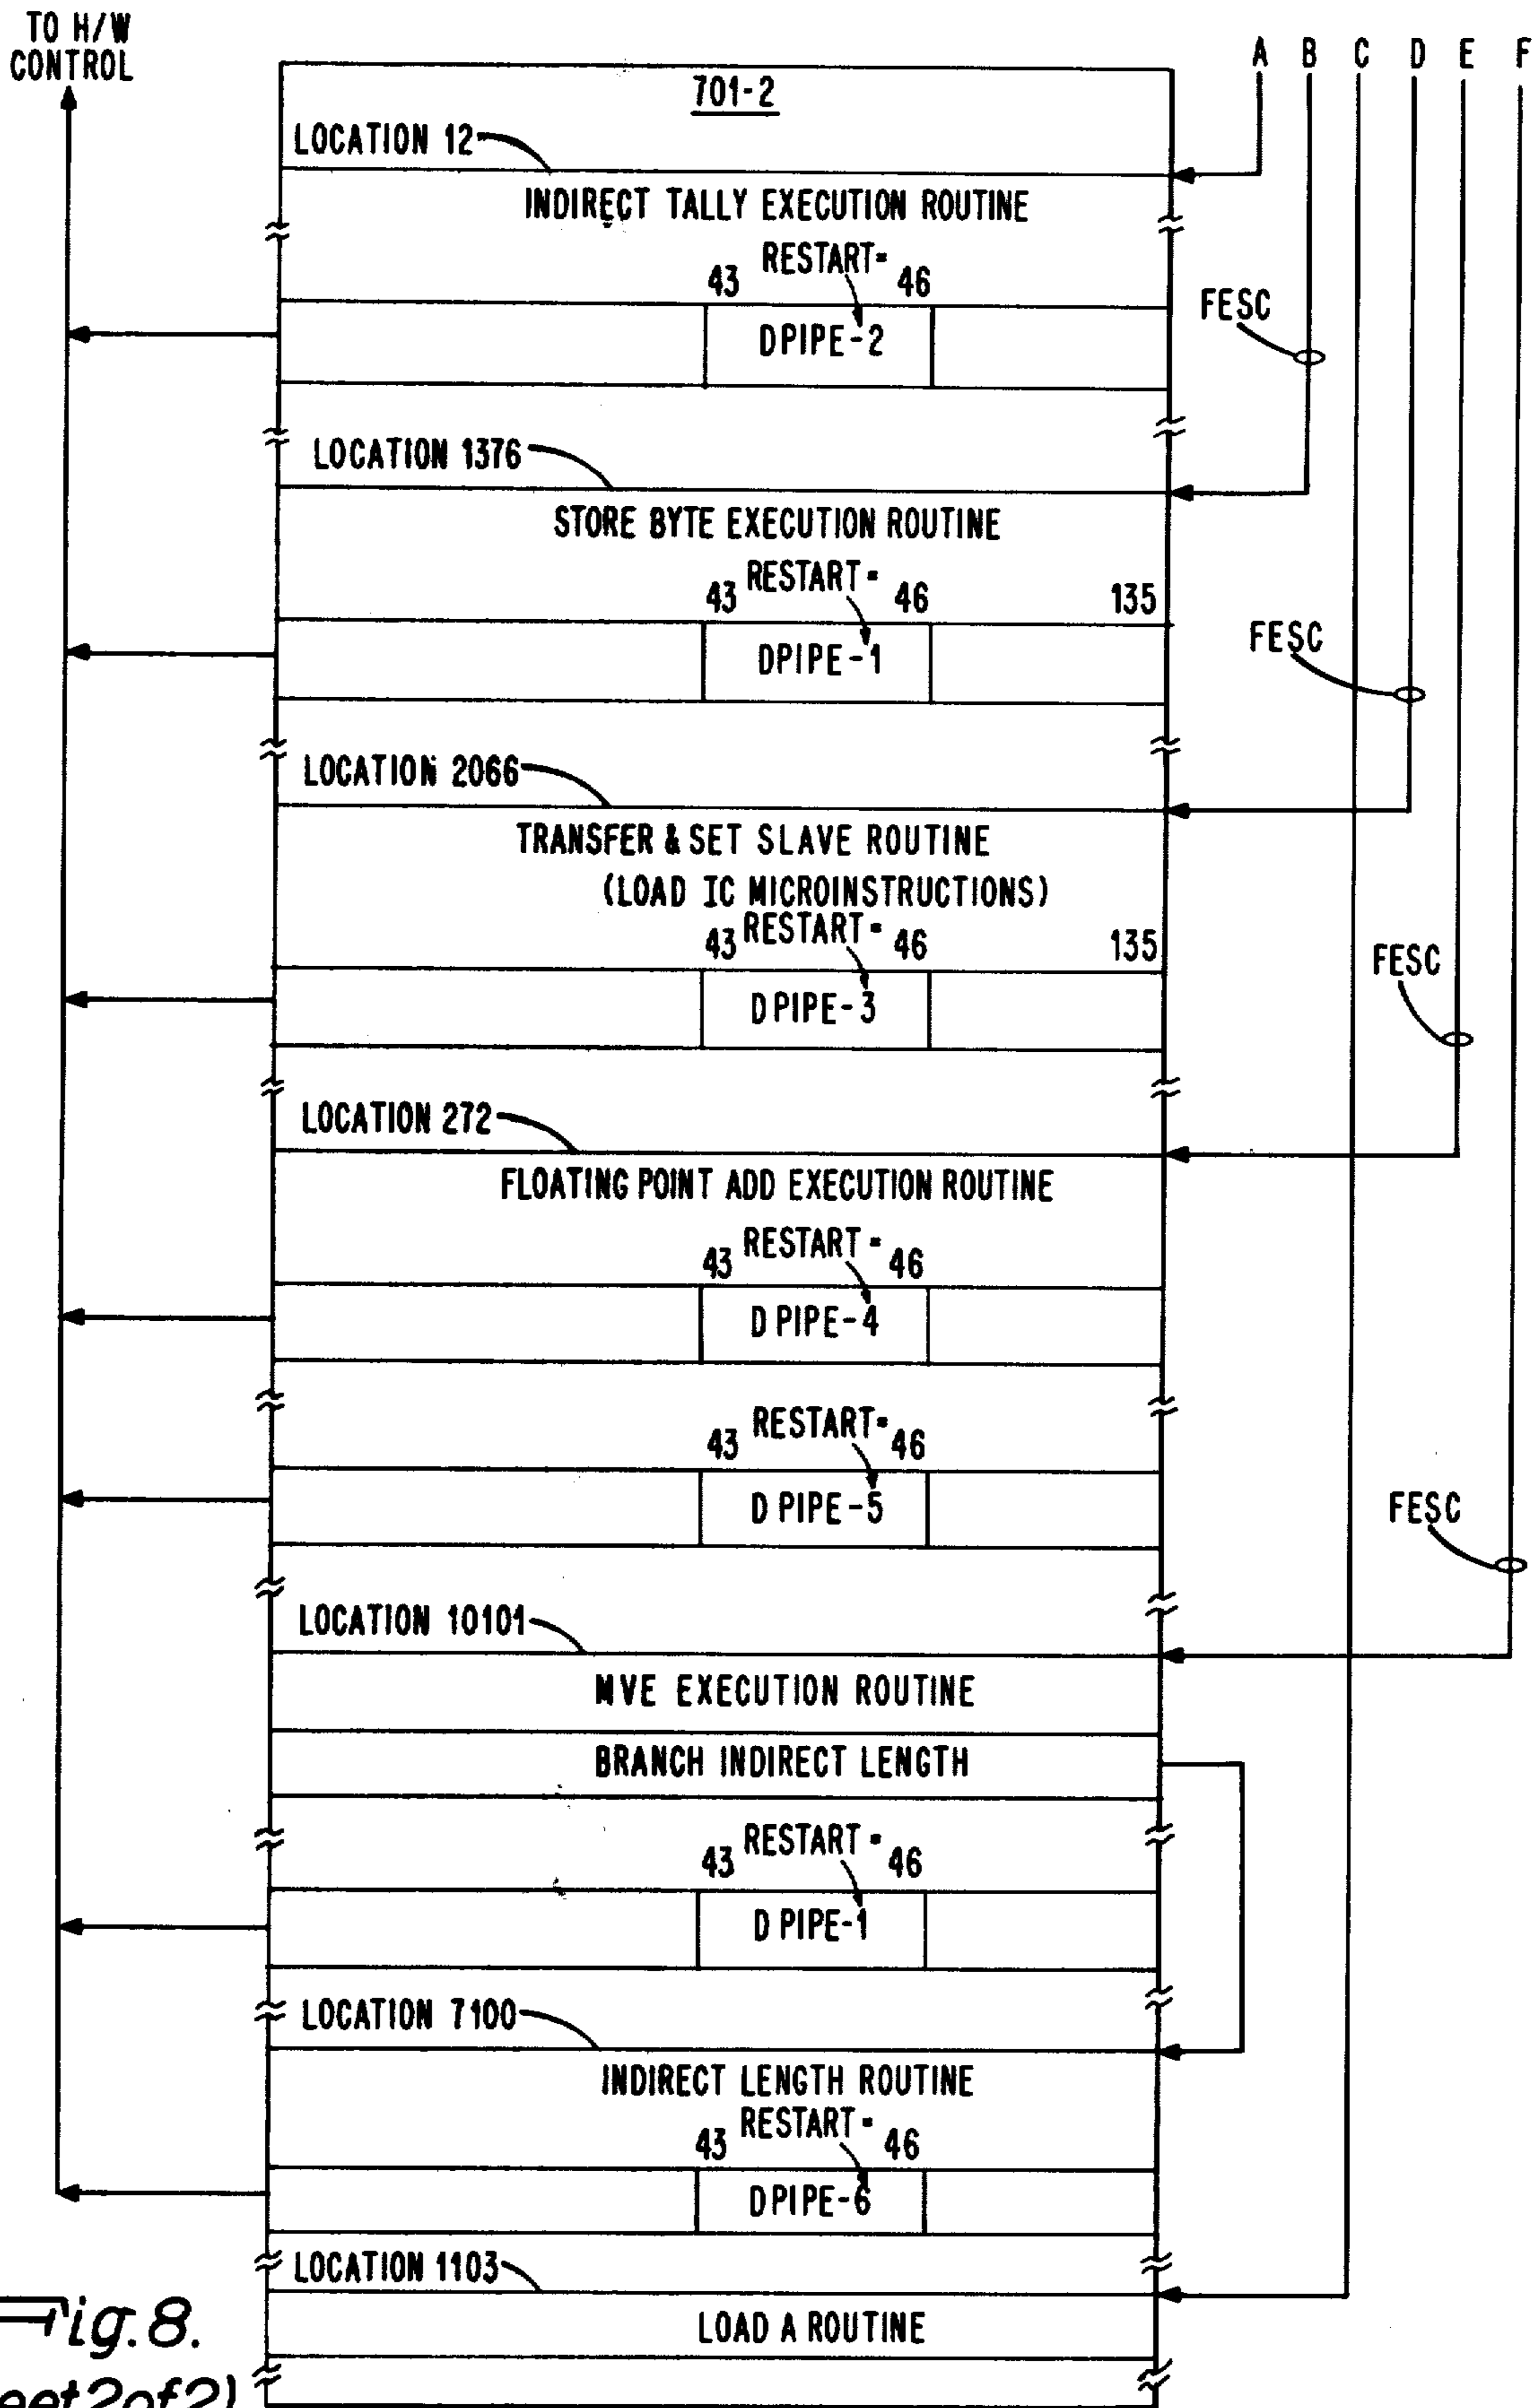 TO H/W
CONTROL
A B C D E F
701-2
LOCATION 12
INDIRECT TALLY EXECUTION ROUTINE
43 RESTART= 46
DPIPE-2
FESC
LOCATION 1376
STORE BYTE EXECUTION ROUTINE
43 RESTART= 46 135
DPIPE-1
FESC
LOCATION 2066
TRANSFER & SET SLAVE ROUTINE
(LOAD IC MICROINSTRUCTIONS)
43 RESTART= 46 135
DPIPE-3
FESC
LOCATION 272
FLOATING POINT ADD EXECUTION ROUTINE
43 RESTART= 46
DPIPE-4
43 RESTART= 46
DPIPE-5
FESC
LOCATION 10101
MVE EXECUTION ROUTINE
BRANCH INDIRECT LENGTH
43 RESTART= 46
DPIPE-1
LOCATION 7100
INDIRECT LENGTH ROUTINE
43 RESTART= 46
DPIPE-6
LOCATION 1103
LOAD A ROUTINE
Fig.8.
2of2)